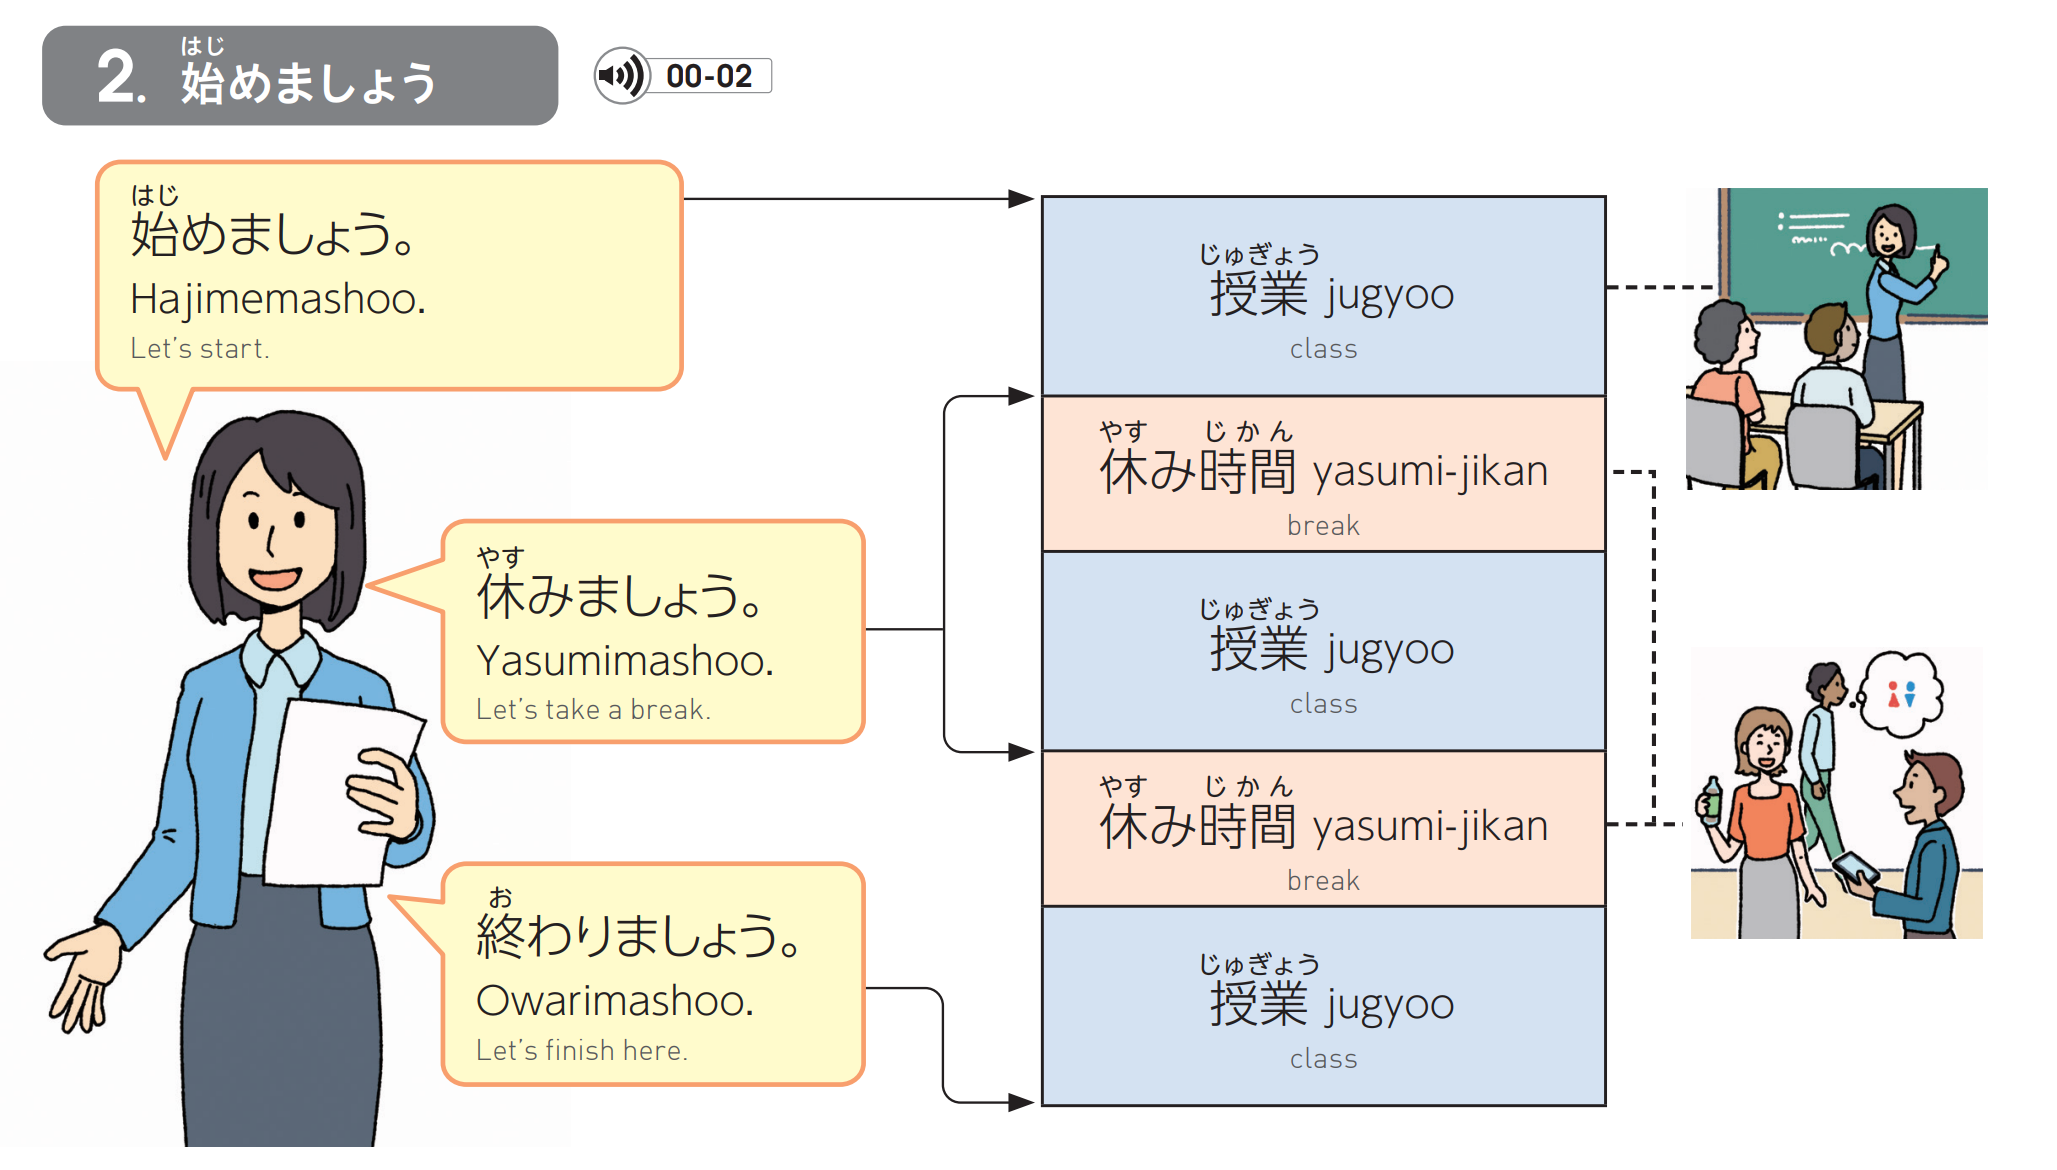 はじ
2. 始めましょう
00-02
はじ
始めましょう。
Hajimemashoo.
Let's start.
やす
休みましょう。
Yasumimashoo.
Let's take a break.
お
終わりましょう。
Owarimashoo.
Let's finish here.
じゅぎょう
授業 jugyoo
class
やす じかん
休み時間 yasumi-jikan
break
じゅぎょう
授業 jugyoo
class
やす じかん
休み時間 yasumi-jikan
break
じゅぎょう
授業 jugyoo
class